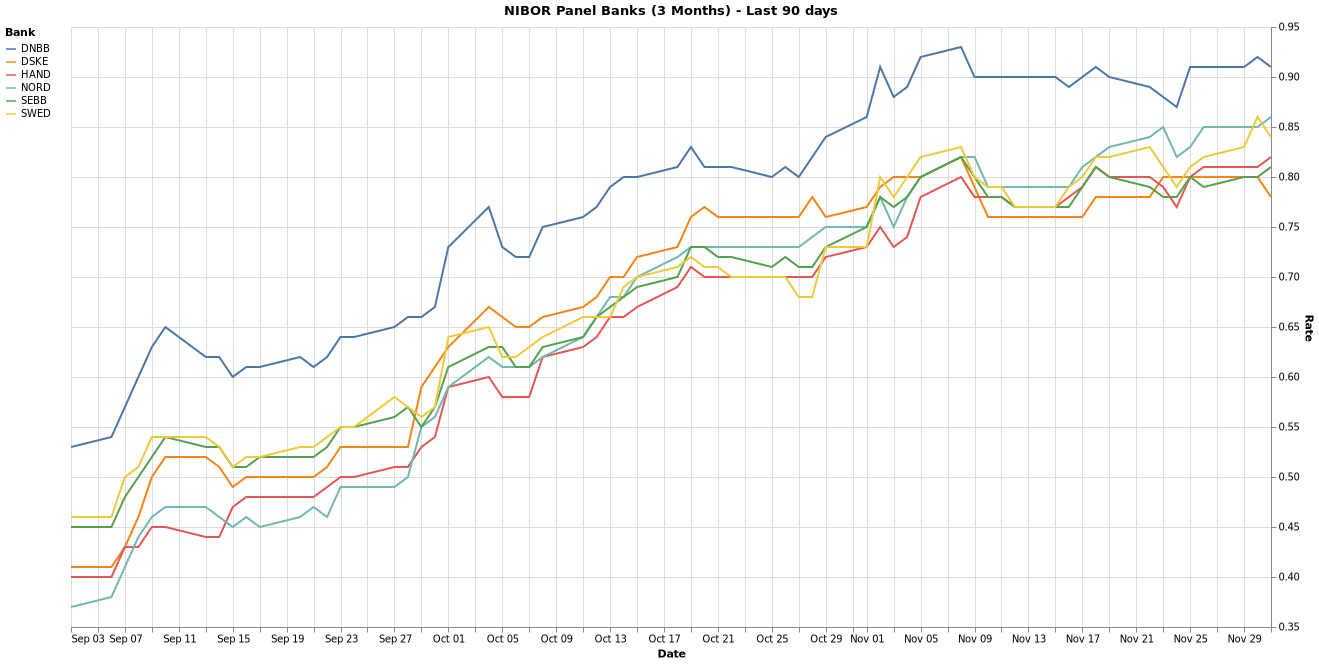 NIBOR Panel Banks (3 Months) - Last 90 days
Bank
DNBB
DSKE
HAND
NORD
SEBB
SWED
0.95
0.90
0.85
0.80
0.75
0.70
0.65
0.60
0.55
0.50
0.45
0.40
0.35
Rate
Sep 03 Sep 07 Sep 11 Sep 15 Sep 19 Sep 23 Sep 27 Oct 01 Oct 05 Oct 09 Oct 13 Oct 17 Oct 21 Oct 25 Oct 29 Nov 01 Nov 05 Nov 09 Nov 13 Nov 17 Nov 21 Nov 25 Nov 29
Date